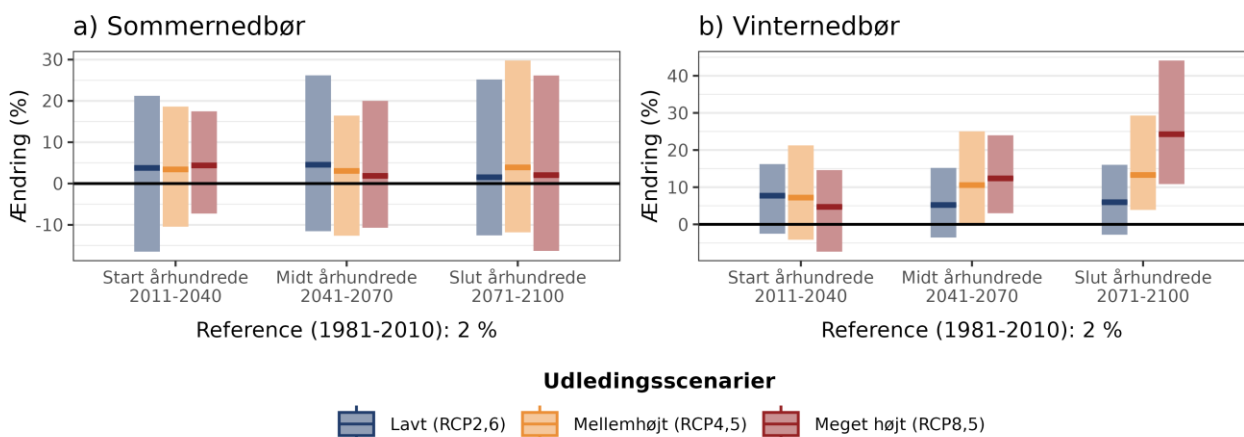 a) Sommernedbør
Ændring (%)
30
20
10
0
-10
Start århundrede
2011-2040
Midt århundrede
2041-2070
Slut århundrede
2071-2100
Reference (1981-2010): 2 %
b) Vinternedbør
Ændring (%)
40
30
20
10
0
Start århundrede
2011-2040
Midt århundrede
2041-2070
Slut århundrede
2071-2100
Reference (1981-2010): 2 %
Udledingsscenarier
Lavt (RCP2,6)
Mellemhøjt (RCP4,5)
Meget højt (RCP8,5)